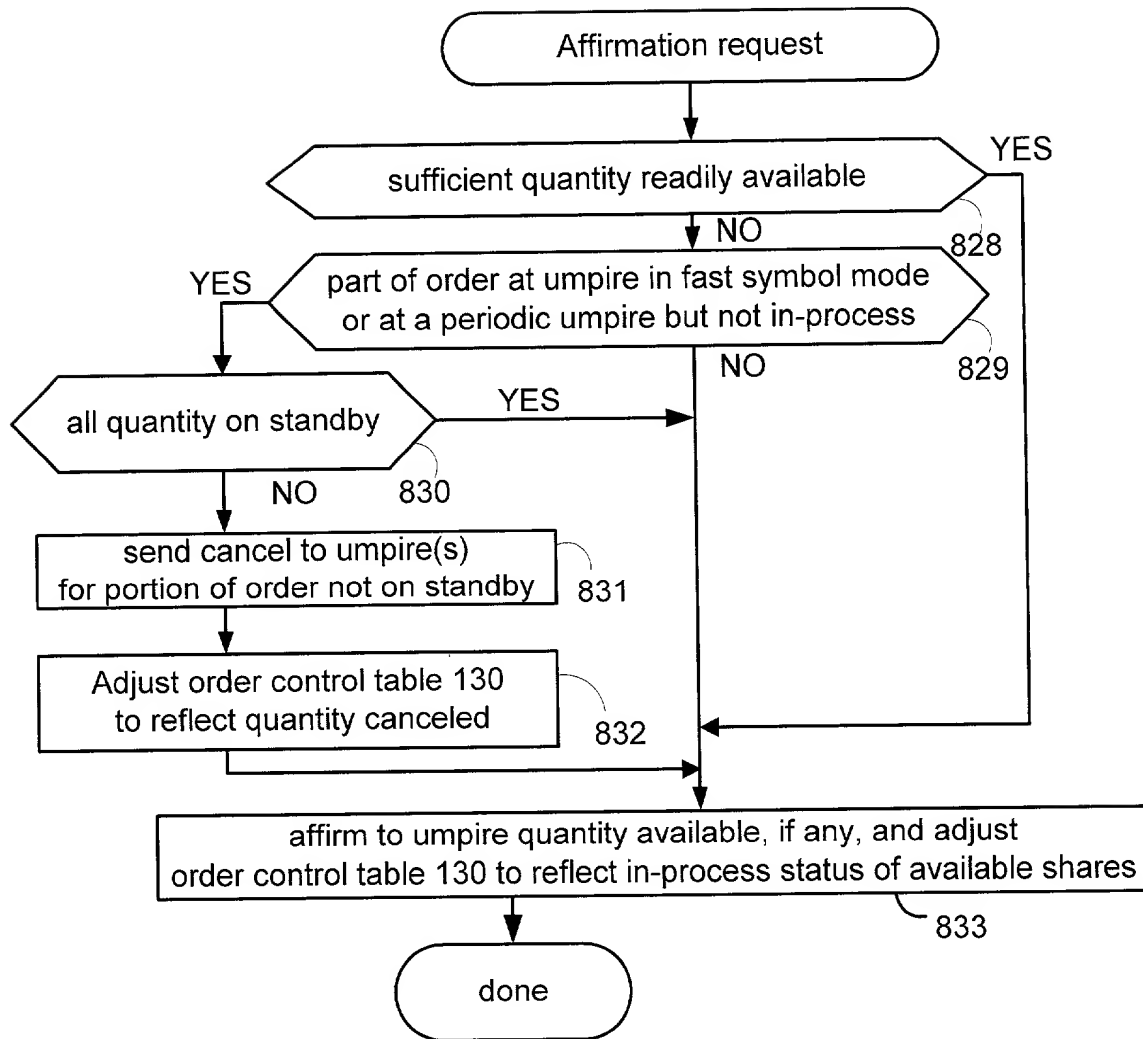 Affirmation request
sufficient quantity readily available
YES
828
NO
part of order at umpire in fast symbol mode
or at a periodic umpire but not in-process
YES
829
NO
all quantity on standby
YES
830
NO
send cancel to umpire(s)
for portion of order not on standby
831
Adjust order control table 130
to reflect quantity canceled
832
affirm to umpire quantity available, if any, and adjust
order control table 130 to reflect in-process status of available shares
833
done